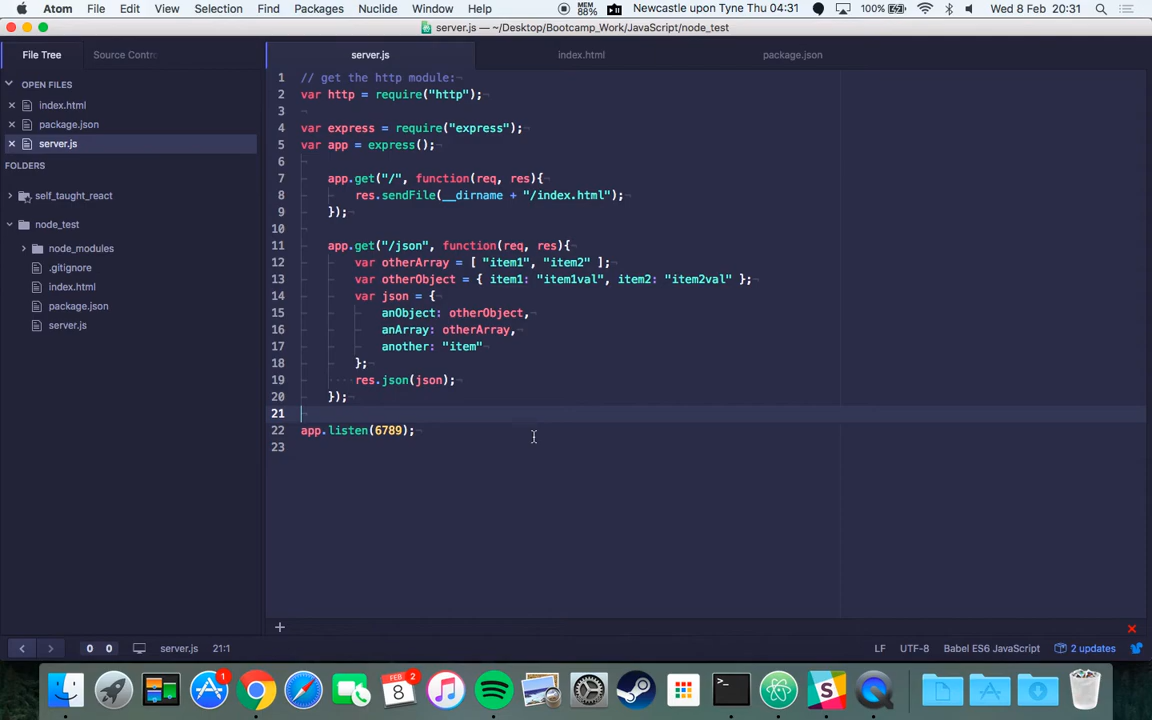 Atom File Edit View Selection Find Packages Nuclide Window Help MEM 88% Newcastle upon Tyne Thu 04:31 100% Wed 8 Feb 20:31
server.js — ~/Desktop/Bootcamp_Work/JavaScript/node_test
File Tree Source Contro server.js index.html package.json
OPEN FILES
index.html
package.json
server.js
FOLDERS
self_taught_react
node_test
node_modules
.gitignore
index.html
package.json
server.js
1 // get the http module:
2 var http = require("http");
3
4 var express = require("express");
5 var app = express();
6
7 app.get("/", function(req, res){
8 res.sendFile(__dirname + "/index.html");
9 });
10
11 app.get("/json", function(req, res){
12 var otherArray = [ "item1", "item2" ];
13 var otherObject = { item1: "item1val", item2: "item2val" };
14 var json = {
15 anObject: otherObject,
16 anArray: otherArray,
17 another: "item"
18 };
19 res.json(json);
20 });
21
22 app.listen(6789);
23
0 0 server.js 21:1 LF UTF-8 Babel ES6 JavaScript 2 updates
1 FEB 8 2